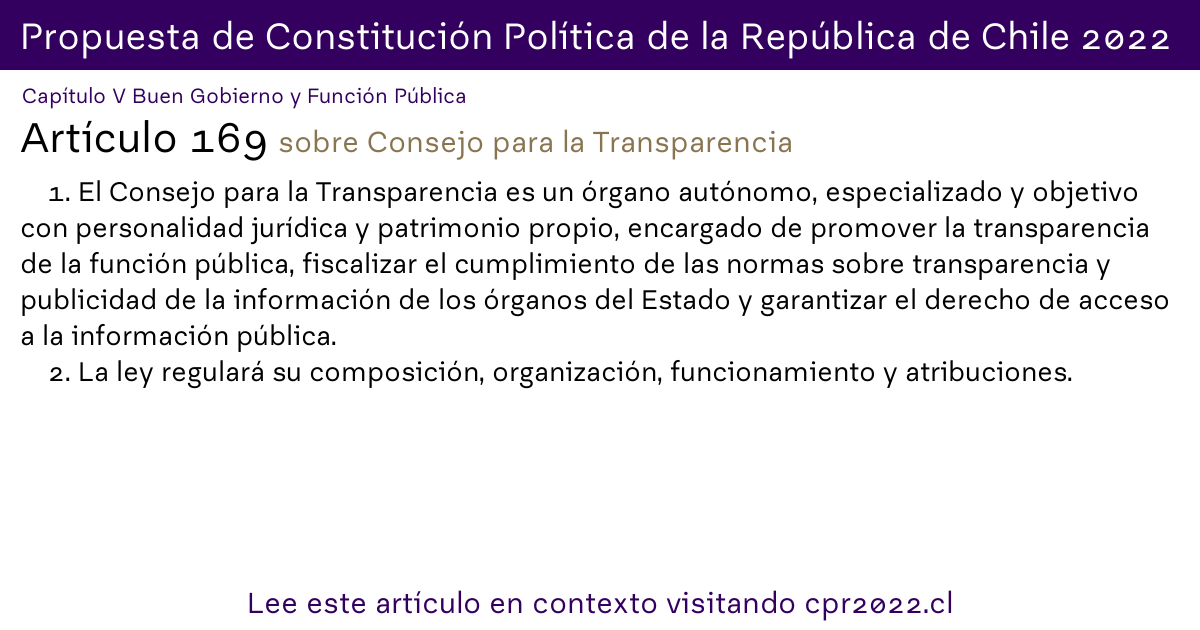 Propuesta de Constitución Política de la República de Chile 2022
Capítulo V Buen Gobierno y Función Pública
Artículo 169 sobre Consejo para la Transparencia
1. El Consejo para la Transparencia es un órgano autónomo, especializado y objetivo
con personalidad jurídica y patrimonio propio, encargado de promover la transparencia
de la función pública, fiscalizar el cumplimiento de las normas sobre transparencia y
publicidad de la información de los órganos del Estado y garantizar el derecho de acceso
a la información pública.
2. La ley regulará su composición, organización, funcionamiento y atribuciones.
Lee este artículo en contexto visitando cpr2022.cl